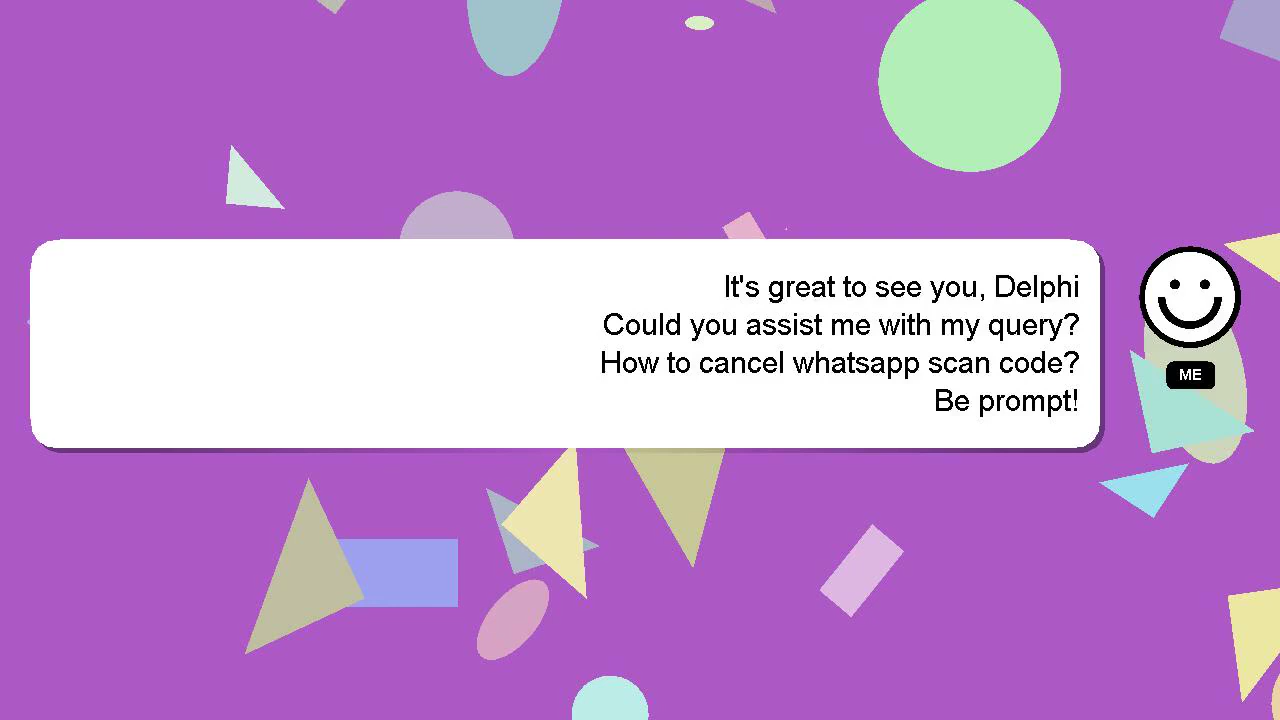 It's great to see you, Delphi
Could you assist me with my query?
How to cancel whatsapp scan code?
Be prompt!
ME